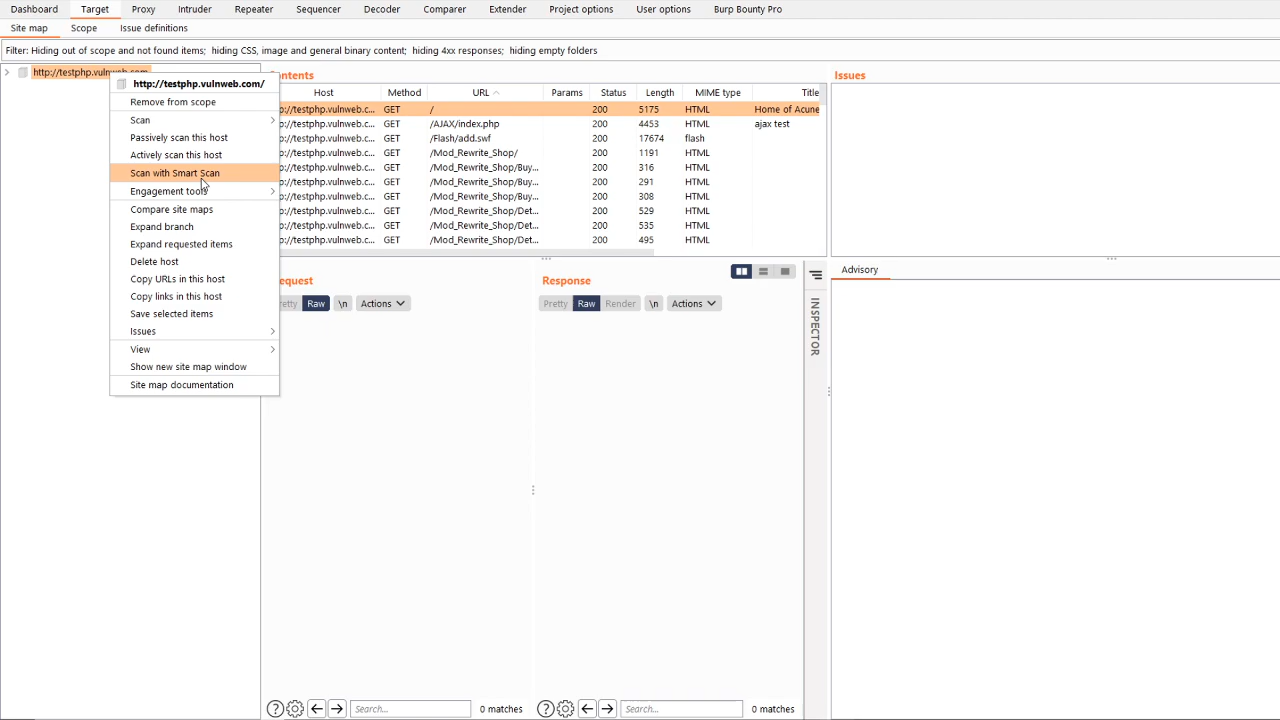 Dashboard Target Proxy Intruder Repeater Sequencer Decoder Comparer Extender Project options User options Burp Bounty Pro
Site map Scope Issue definitions
Filter: Hiding out of scope and not found items; hiding CSS, image and general binary content; hiding 4xx responses; hiding empty folders
http://testphp.vulnweb.com
http://testphp.vulnweb.com/
Remove from scope
Scan
Passively scan this host
Actively scan this host
Scan with Smart Scan
Engagement tools
Compare site maps
Expand branch
Expand requested items
Delete host
Copy URLs in this host
Copy links in this host
Save selected items
Issues
View
Show new site map window
Site map documentation
ontents
Host Method URL Params Status Length MIME type Title
p://testphp.vulnweb.c... GET / 200 5175 HTML Home of Acune
p://testphp.vulnweb.c... GET /AJAX/index.php 200 4453 HTML ajax test
p://testphp.vulnweb.c... GET /Flash/add.swf 200 17674 flash
p://testphp.vulnweb.c... GET /Mod_Rewrite_Shop/ 200 1191 HTML
p://testphp.vulnweb.c... GET /Mod_Rewrite_Shop/Buy... 200 316 HTML
p://testphp.vulnweb.c... GET /Mod_Rewrite_Shop/Buy... 200 291 HTML
p://testphp.vulnweb.c... GET /Mod_Rewrite_Shop/Buy... 200 308 HTML
p://testphp.vulnweb.c... GET /Mod_Rewrite_Shop/Det... 200 529 HTML
p://testphp.vulnweb.c... GET /Mod_Rewrite_Shop/Det... 200 535 HTML
p://testphp.vulnweb.c... GET /Mod_Rewrite_Shop/Det... 200 495 HTML
equest
retty Raw \n Actions
Search... 0 matches
Response
Pretty Raw Render \n Actions
Search... 0 matches
INSPECTOR
Issues
Advisory